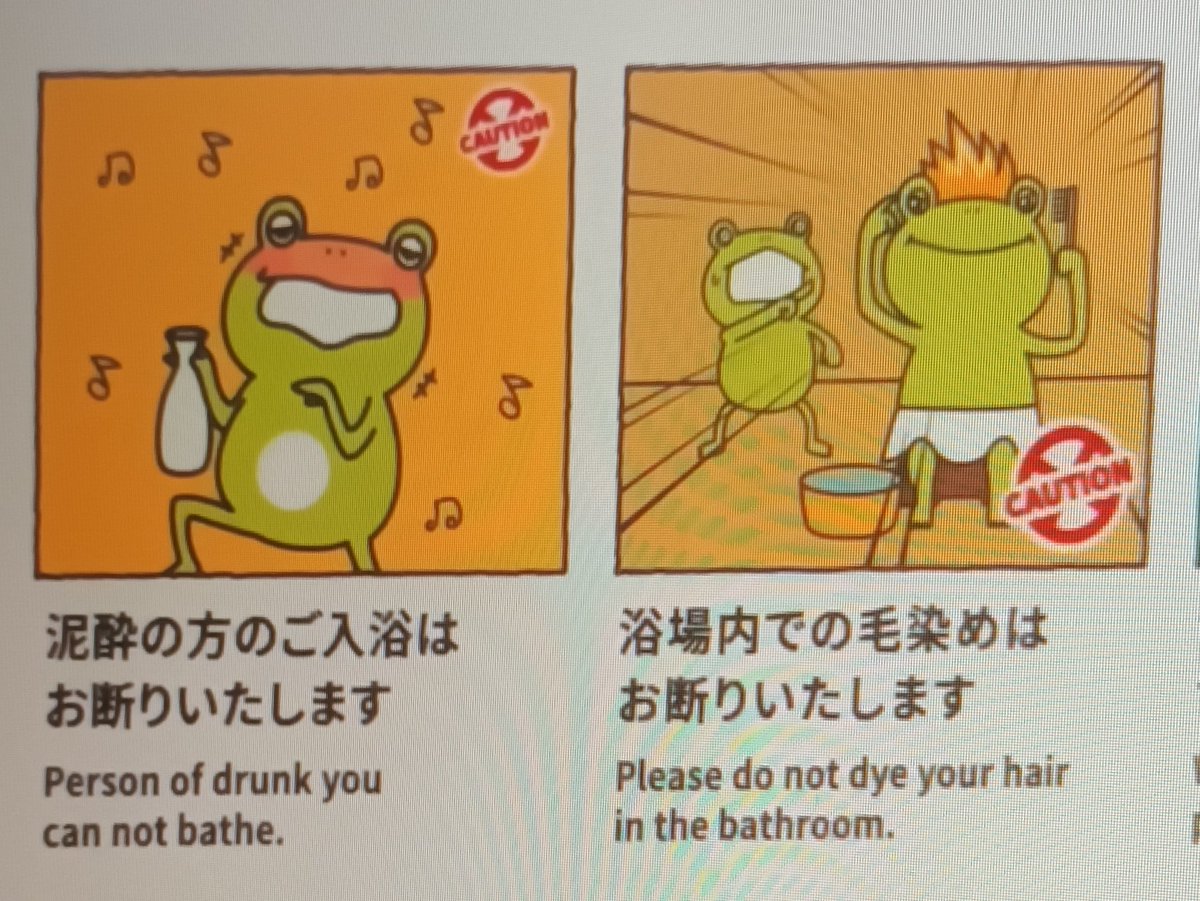 CAUTION
CAUTION
泥酔の方のご入浴は
お断りいたします
Person of drunk you
can not bathe.
浴場内での毛染めは
お断りいたします
Please do not dye your hair
in the bathroom.